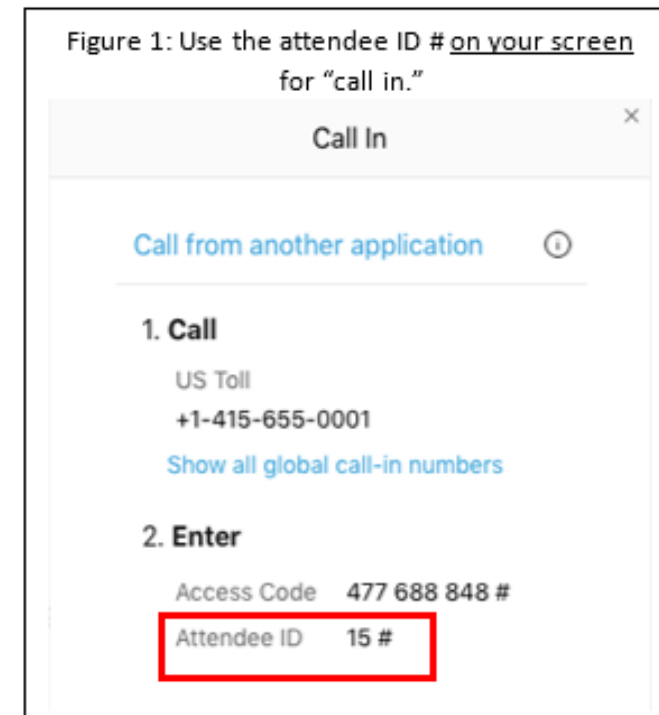 Figure 1: Use the attendee ID # on your screen
for “call in.”
Call In
Call from another application
1. Call
US Toll
+1-415-655-0001
Show all global call-in numbers
2. Enter
Access Code 477 688 848 #
Attendee ID 15 #